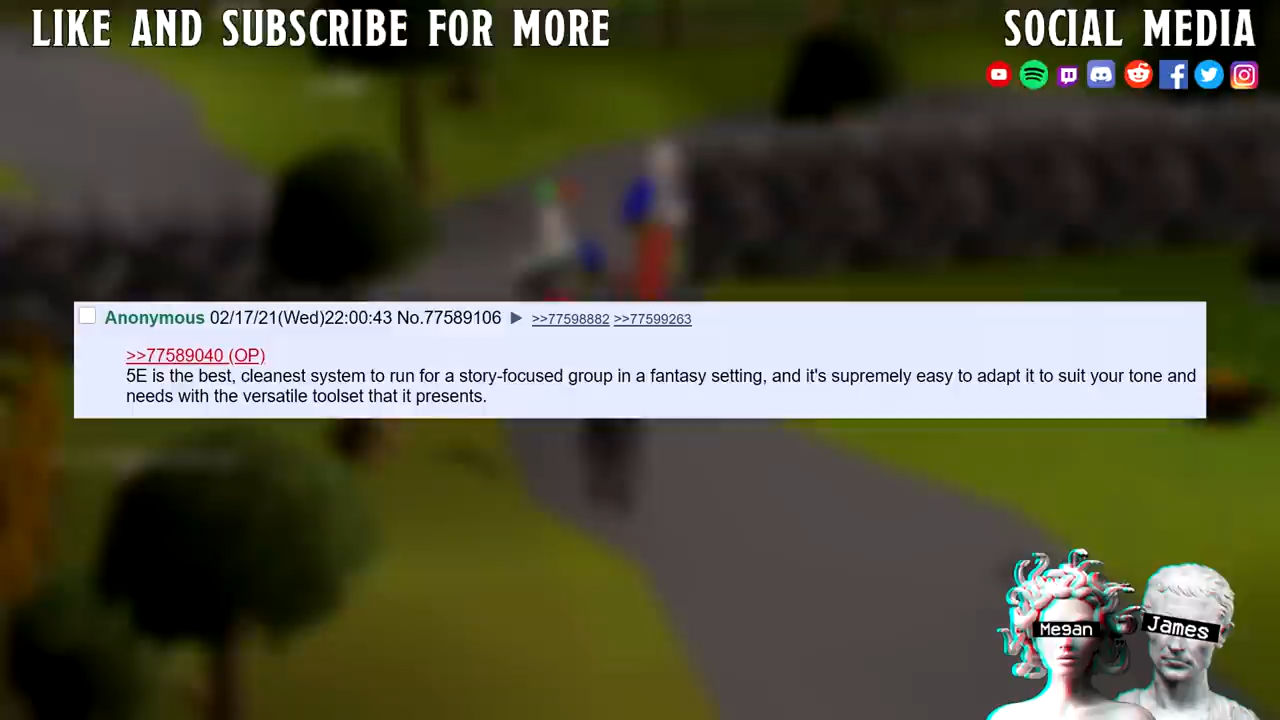 LIKE AND SUBSCRIBE FOR MORE
SOCIAL MEDIA
Anonymous 02/17/21(Wed)22:00:43 No.77589106 ▶ >>77598882 >>77599263
>>77589040 (OP)
5E is the best, cleanest system to run for a story-focused group in a fantasy setting, and it's supremely easy to adapt it to suit your tone and
needs with the versatile toolset that it presents.
Megan
James